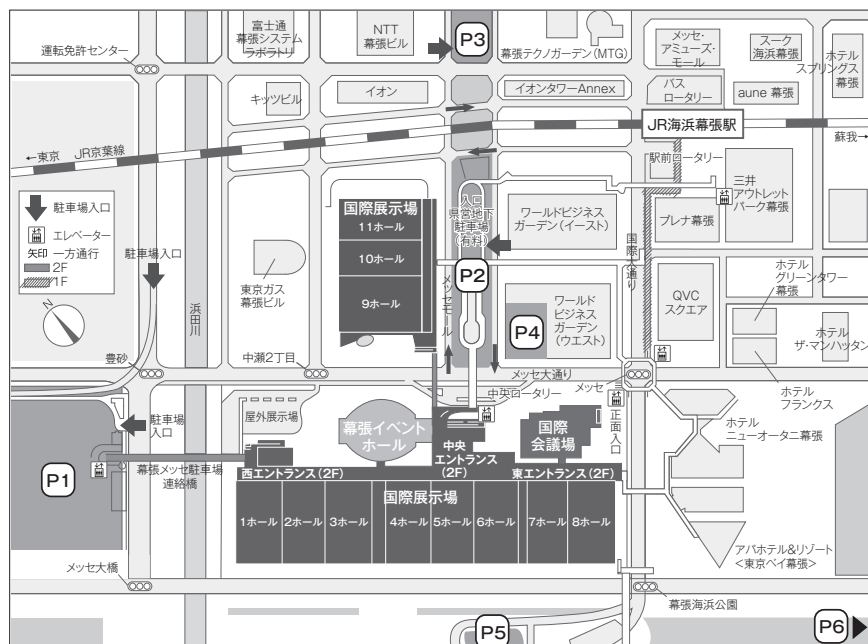 富士通
幕張システム
ラボラトリ
NTT
幕張ビル
P3
幕張テクノガーデン(MTG)
メッセ・
アミューズ・
モール
スーク
海浜幕張
ホテル
スプリングス
幕張
運転免許センター
キッツビル
イオン
イオンタワーAnnex
バス
ロータリー
aune 幕張
JR海浜幕張駅
←東京
JR京葉線
蘇我→
駅前ロータリー
駐車場入口
エレベーター
矢印 一方通行
2F
1F
N
駐車場入口
国際展示場
11ホール
10ホール
9ホール
入口
県営地下
駐車場
(有料)
P2
メッセモール
ワールドビジネス
ガーデン(イースト)
国際大通り
プレナ幕張
三井
アウトレット
パーク幕張
東京ガス
幕張ビル
浜田川
P4
ワールド
ビジネス
ガーデン
(ウエスト)
QVC
スクエア
ホテル
グリーンタワー
幕張
ホテル
ザ・マンハッタン
豊砂
中瀬2丁目
メッセ大通り
メッセ
中央ロータリー
ホテル
フランクス
駐車場
入口
屋外展示場
幕張イベント
ホール
中央
エントランス
(2F)
国際
会議場
正面入口
ホテル
ニューオータニ幕張
P1
幕張メッセ駐車場
連絡橋
西エントランス(2F)
東エントランス(2F)
国際展示場
1ホール
2ホール
3ホール
4ホール
5ホール
6ホール
7ホール
8ホール
アパホテル&リゾート
<東京ベイ幕張>
メッセ大橋
幕張海浜公園
P5
P6